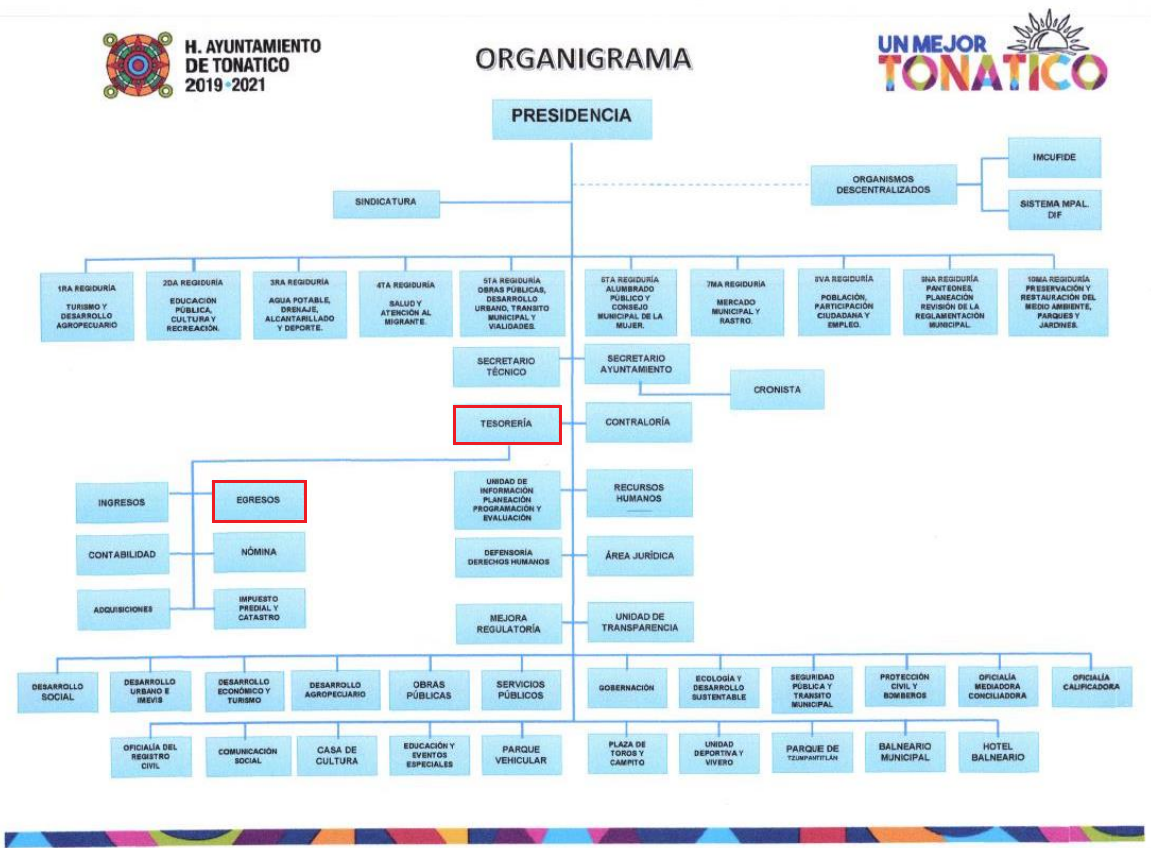 H. AYUNTAMIENTO
DE TONATICO
2019-2021
ORGANIGRAMA
UN MEJOR
TONATICO
PRESIDENCIA
SINDICATURA
ORGANISMOS
DESCENTRALIZADOS
IMCUFIDE
SISTEMA MPAL.
DIF
1RA REGIDURÍA
TURISMO Y
DESARROLLO
AGROPECUARIO
2DA REGIDURÍA
EDUCACIÓN
PÚBLICA,
CULTURA Y
RECREACIÓN.
3RA REGIDURÍA
AGUA POTABLE,
DRENAJE,
ALCANTARILLADO
Y DEPORTE.
4TA REGIDURÍA
SALUD Y
ATENCIÓN AL
MIGRANTE.
5TA REGIDURÍA
OBRAS PÚBLICAS,
DESARROLLO
URBANO, TRANSITO
MUNICIPAL Y
VIALIDADES.
6TA REGIDURÍA
ALUMBRADO
PÚBLICO Y
CONSEJO
MUNICIPAL DE LA
MUJER.
7MA REGIDURÍA
MERCADO
MUNICIPAL Y
RASTRO.
8VA REGIDURÍA
POBLACIÓN,
PARTICIPACIÓN
CIUDADANA Y
EMPLEO.
9NA REGIDURÍA
PANTEONES,
PLANEACIÓN
REVISIÓN DE LA
REGLAMENTACIÓN
MUNICIPAL.
10MA REGIDURÍA
PRESERVACIÓN Y
RESTAURACIÓN DEL
MEDIO AMBIENTE,
PARQUES Y
JARDINES.
SECRETARIO
TÉCNICO
SECRETARIO
AYUNTAMIENTO
CRONISTA
TESORERÍA
CONTRALORÍA
INGRESOS
EGRESOS
CONTABILIDAD
NÓMINA
ADQUISICIONES
IMPUESTO
PREDIAL Y
CATASTRO
UNIDAD DE
INFORMACIÓN
PLANEACIÓN
PROGRAMACIÓN Y
EVALUACIÓN
RECURSOS
HUMANOS
DEFENSORÍA
DERECHOS HUMANOS
ÁREA JURÍDICA
MEJORA
REGULATORÍA
UNIDAD DE
TRANSPARENCIA
DESARROLLO
SOCIAL
DESARROLLO
URBANO E
IMEVIS
DESARROLLO
ECONÓMICO Y
TURISMO
DESARROLLO
AGROPECUARIO
OBRAS
PÚBLICAS
SERVICIOS
PÚBLICOS
GOBERNACIÓN
ECOLOGÍA Y
DESARROLLO
SUSTENTABLE
SEGURIDAD
PÚBLICA Y
TRANSITO
MUNICIPAL
PROTECCIÓN
CIVIL Y
BOMBEROS
OFICIALÍA
MEDIADORA
CONCILIADORA
OFICIALÍA
CALIFICADORA
OFICIALÍA DEL
REGISTRO
CIVIL
COMUNICACIÓN
SOCIAL
CASA DE
CULTURA
EDUCACIÓN Y
EVENTOS
ESPECIALES
PARQUE
VEHICULAR
PLAZA DE
TOROS Y
CAMPITO
UNIDAD
DEPORTIVA Y
VIVERO
PARQUE DE
TZUMPANTITLÁN
BALNEARIO
MUNICIPAL
HOTEL
BALNEARIO